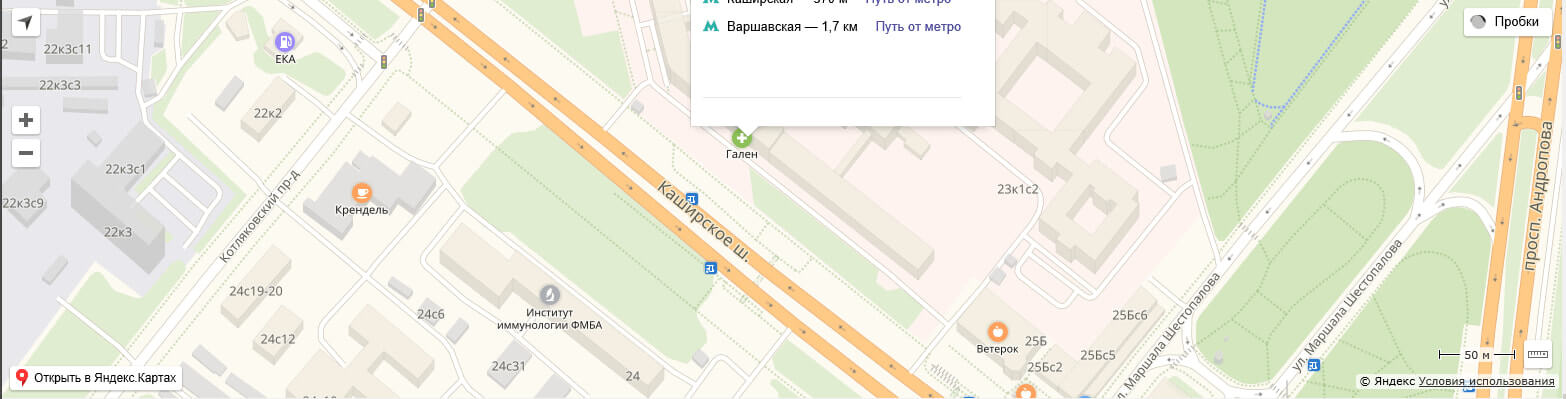 Каширская — 570 м Путь от метро
Варшавская — 1,7 км Путь от метро
Пробки
22к3с11
ЕКА
22к3с3
22к2
22к3с1
22к3с9
22к3
Крендель
Котляковский пр-д
Гален
Каширское ш.
23к1с2
просп. Андропова
24с19-20
24с12
24с6
Институт
иммунологии ФМБА
24с31
24
Ветерок
25Б
25Бс6
25Бс5
25Бс2
ул. Маршала Шестопалова
ул. Маршала Шестопалова
50 м
Открыть в Яндекс.Картах
© Яндекс Условия использования